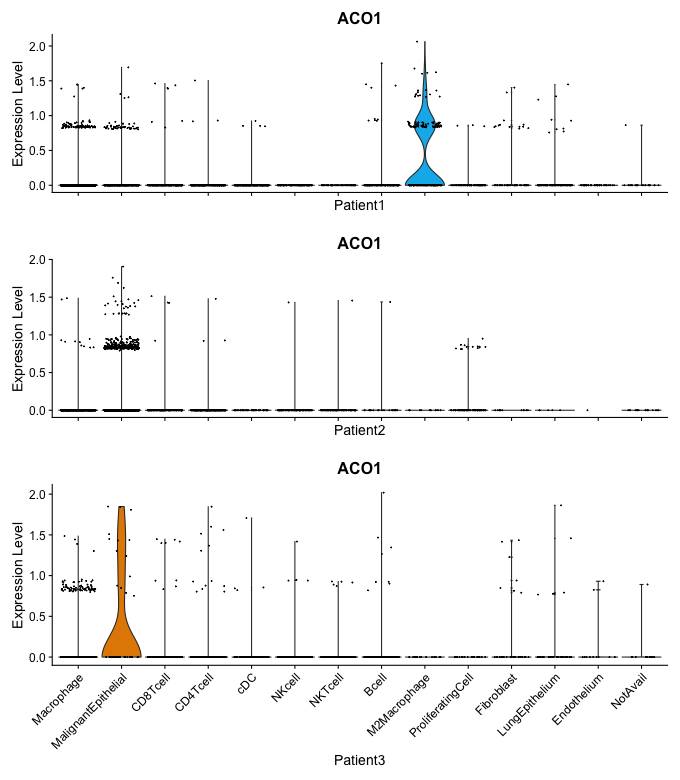 ACO1
Expression Level
2.0
1.5
1.0
0.5
0.0
Patient1
ACO1
Expression Level
2.0
1.5
1.0
0.5
0.0
Patient2
ACO1
Expression Level
2.0
1.5
1.0
0.5
0.0
Macrophage
MalignantEpithelial
CD8Tcell
CD4Tcell
cDC
NKcell
NKTcell
Bcell
M2Macrophage
ProliferatingCell
Fibroblast
LungEpithelium
Endothelium
NotAvail
Patient3